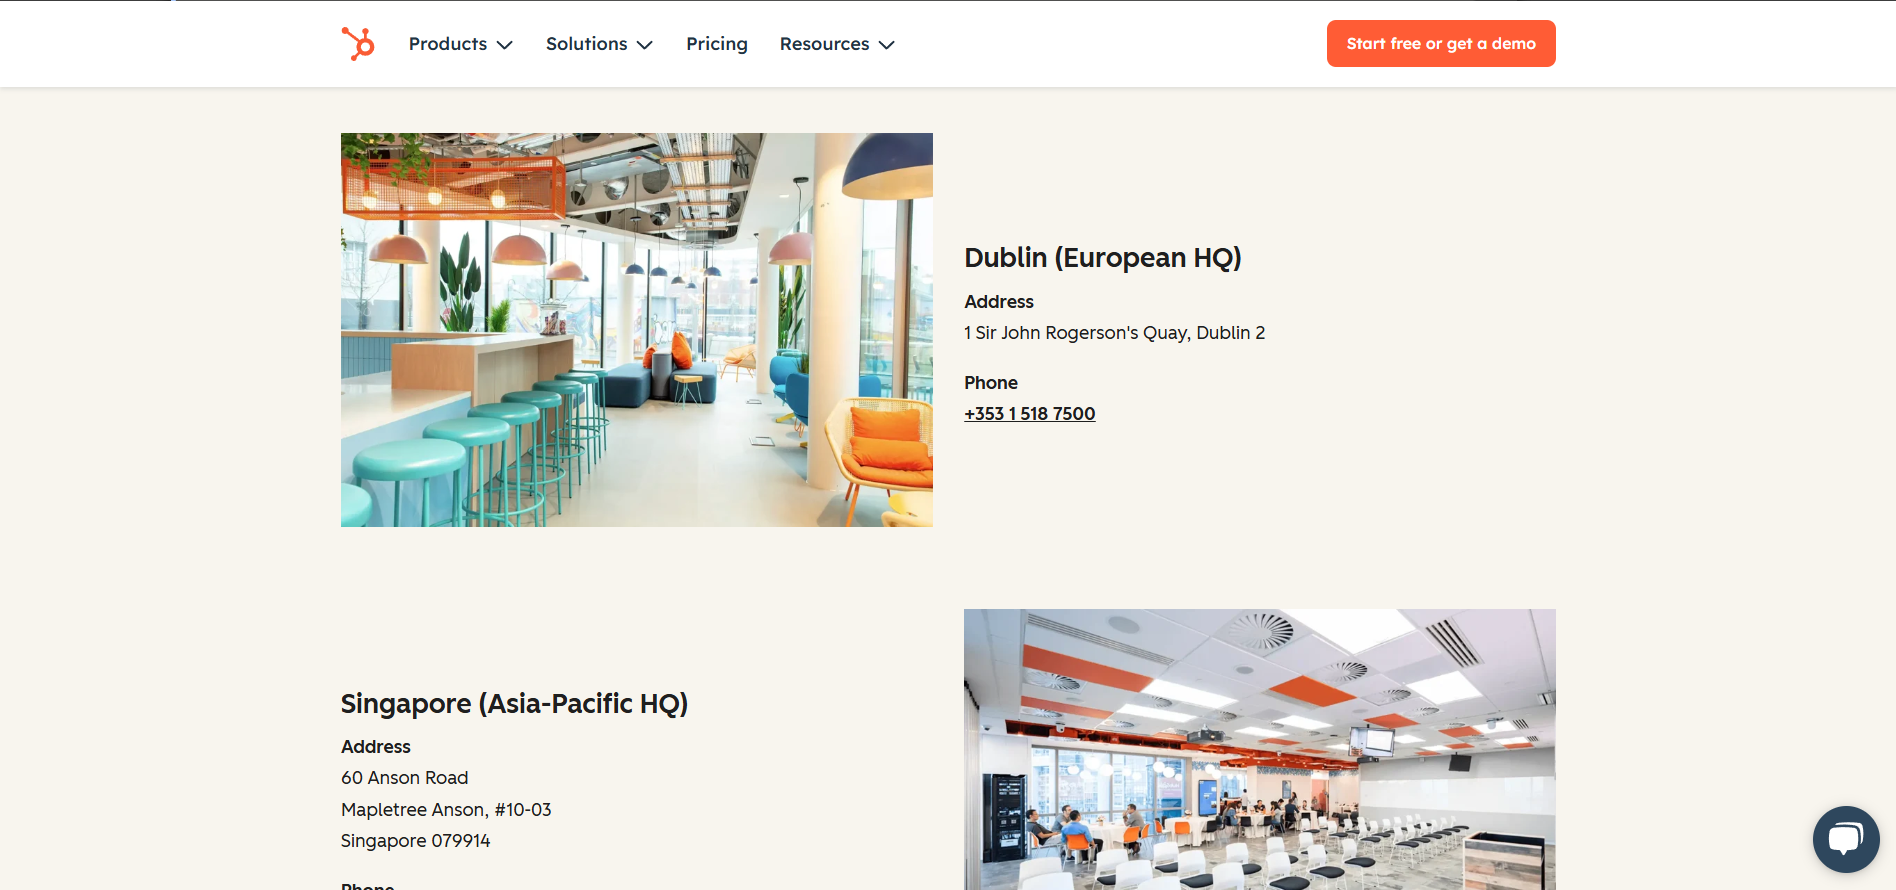 Products
Solutions
Pricing
Resources
Start free or get a demo
Dublin (European HQ)
Address
1 Sir John Rogerson's Quay, Dublin 2
Phone
+353 1 518 7500
Singapore (Asia-Pacific HQ)
Address
60 Anson Road
Mapletree Anson, #10-03
Singapore 079914
Phone